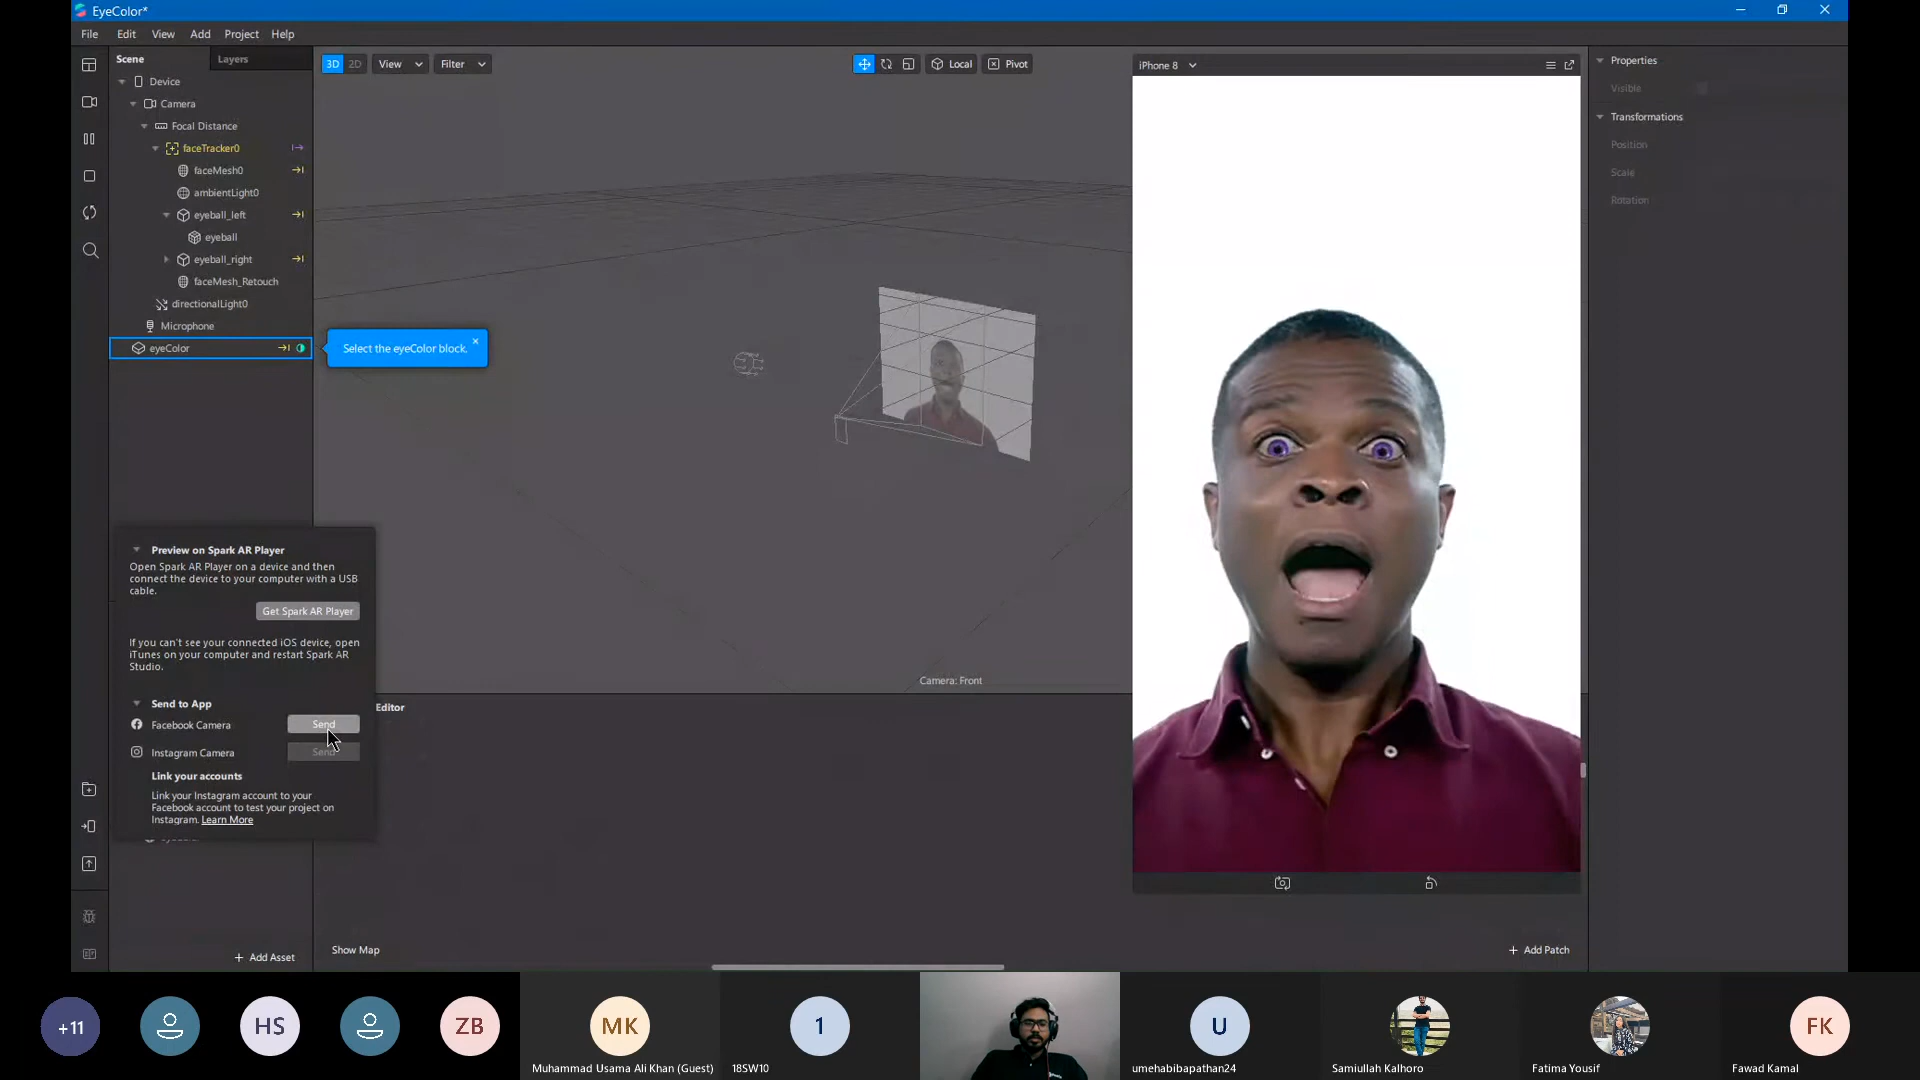 EyeColor*
File Edit View Add Project Help
Scene Layers
3D 2D View Filter Local Pivot
iPhone 8
Device
Camera
Focal Distance
faceTracker0
faceMesh0
ambientLight0
eyeball_left
eyeball
eyeball_right
faceMesh_Retouch
directionalLight0
Microphone
eyeColor
Select the eyeColor block.
Properties
Visible
Transformations
Position
Scale
Rotation
Preview on Spark AR Player
Open Spark AR Player on a device and then
connect the device to your computer with a USB
cable.
Get Spark AR Player
If you can't see your connected iOS device, open
iTunes on your computer and restart Spark AR
Studio.
Send to App
Facebook Camera Send
Instagram Camera Send
Link your accounts
Link your Instagram account to your
Facebook account to test your project on
Instagram. Learn More
Camera: Front
Editor
Add Asset
Show Map
Add Patch
+11
HS
ZB
MK
1
U
FK
Muhammad Usama Ali Khan (Guest)
18SW10
umehabibapathan24
Samiullah Kalhoro
Fatima Yousif
Fawad Kamal